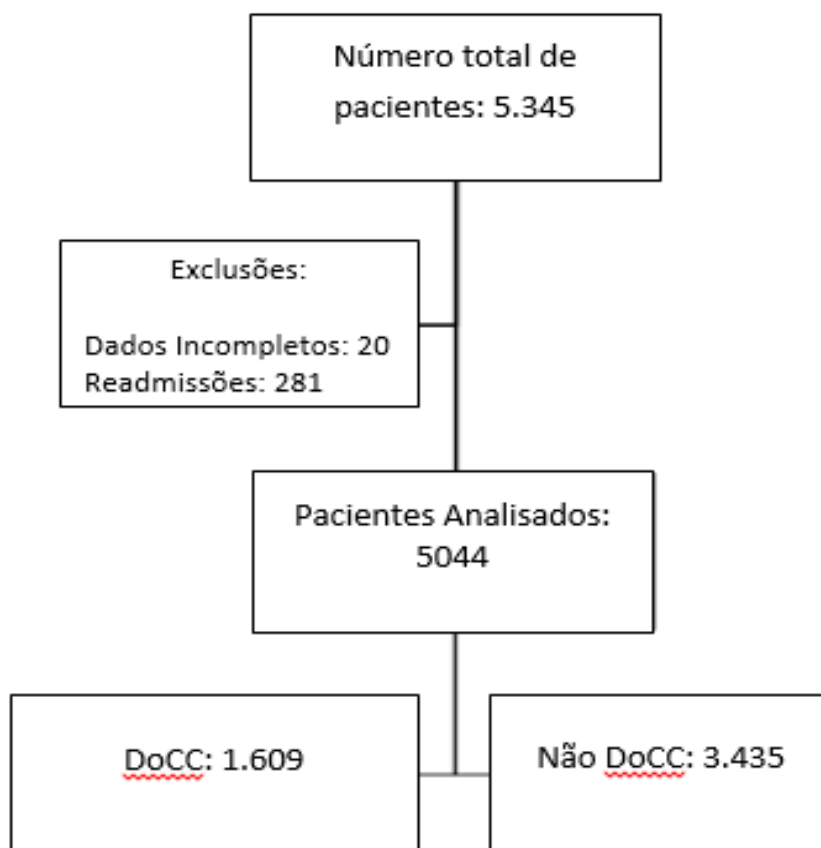 Número total de
pacientes: 5.345
Exclusões:
Dados Incompletos: 20
Readmissões: 281
Pacientes Analisados:
5044
DoCC: 1.609
Não DoCC: 3.435